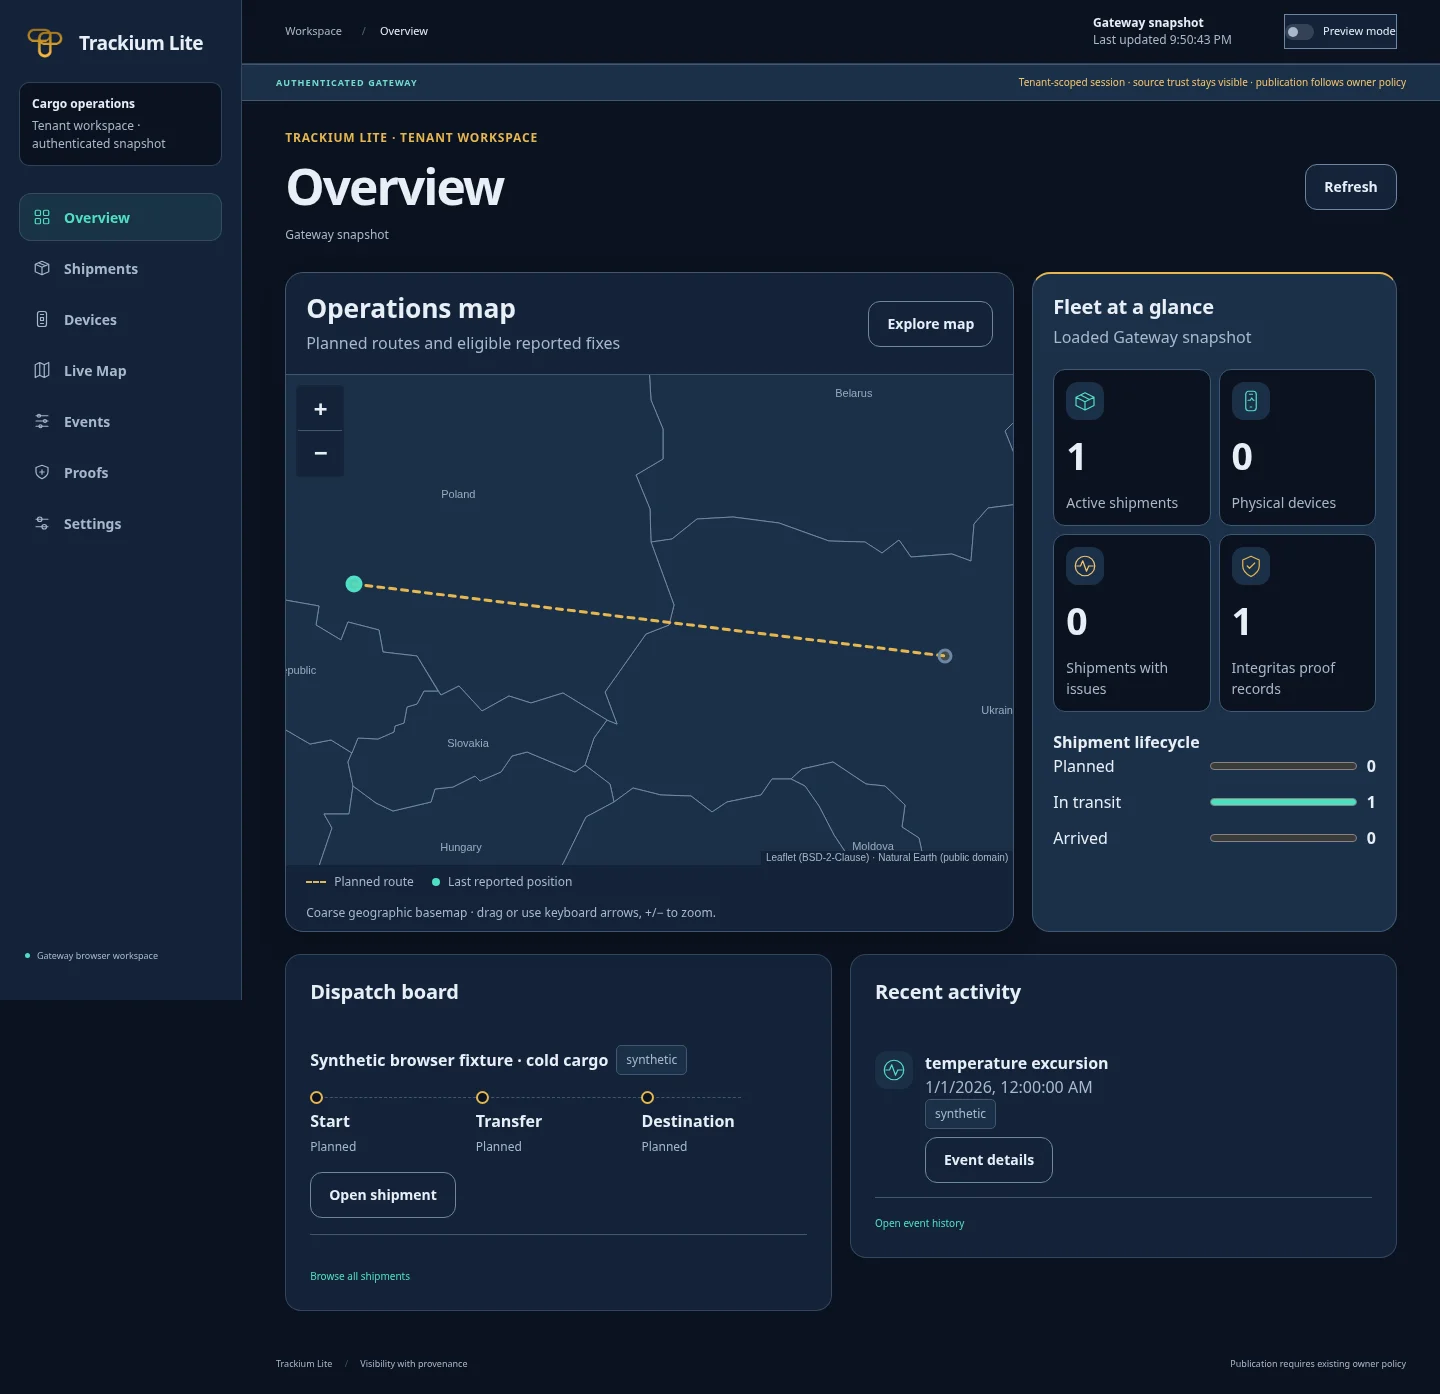 Trackium Lite
Cargo operations
Tenant workspace ·
authenticated snapshot
Overview
Shipments
Devices
Live Map
Events
Proofs
Settings
Gateway browser workspace
Workspace / Overview
Gateway snapshot
Last updated 9:50:43 PM
Preview mode
AUTHENTICATED GATEWAY
Tenant-scoped session · source trust stays visible · publication follows owner policy
TRACKIUM LITE · TENANT WORKSPACE
Overview
Gateway snapshot
Refresh
Operations map
Planned routes and eligible reported fixes
Explore map
+
−
Belarus
Poland
epublic
Ukrain
Slovakia
Hungary
Moldova
Leaflet (BSD-2-Clause) · Natural Earth (public domain)
Planned route
Last reported position
Coarse geographic basemap · drag or use keyboard arrows, +/− to zoom.
Fleet at a glance
Loaded Gateway snapshot
1
Active shipments
0
Physical devices
0
Shipments with
issues
1
Integritas proof
records
Shipment lifecycle
Planned 0
In transit 1
Arrived 0
Dispatch board
Synthetic browser fixture · cold cargo synthetic
Start
Planned
Transfer
Planned
Destination
Planned
Open shipment
Browse all shipments
Recent activity
temperature excursion
1/1/2026, 12:00:00 AM
synthetic
Event details
Open event history
Trackium Lite / Visibility with provenance
Publication requires existing owner policy